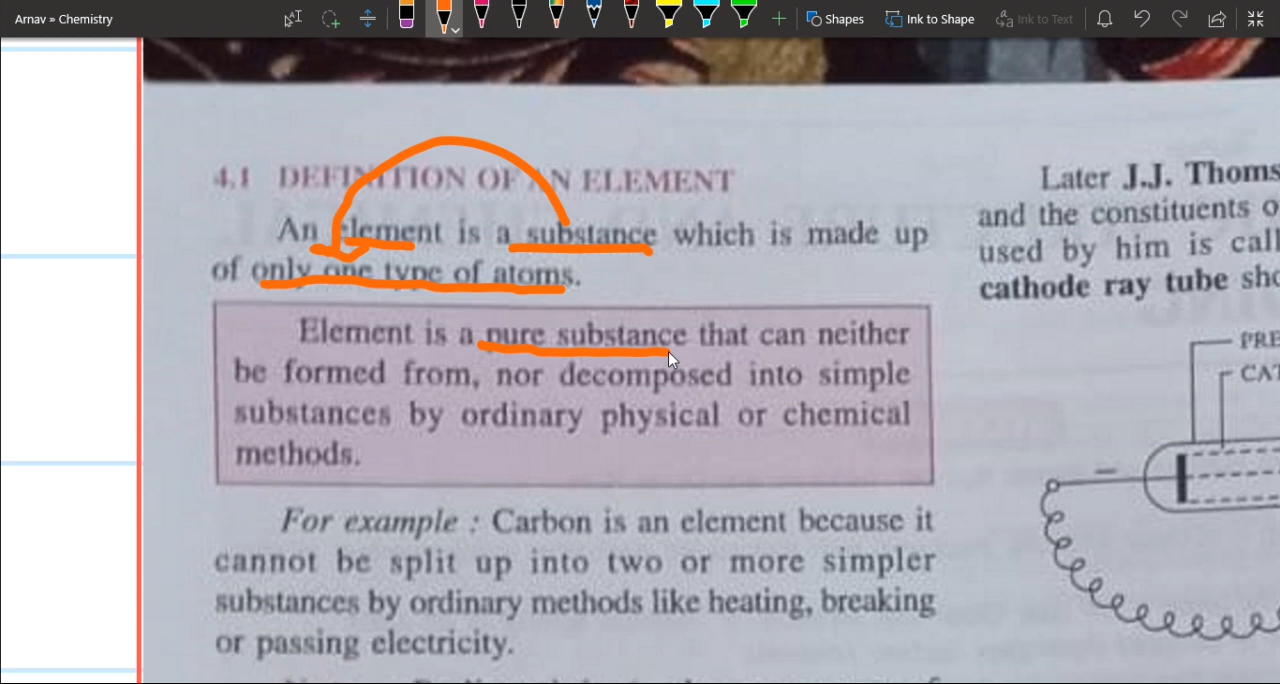 Arnav » Chemistry
Shapes
Ink to Shape
Ink to Text
4.1 DEFINITION OF AN ELEMENT
An element is a substance which is made up
of only one type of atoms.
Element is a pure substance that can neither
be formed from, nor decomposed into simple
substances by ordinary physical or chemical
methods.
For example : Carbon is an element because it
cannot be split up into two or more simpler
substances by ordinary methods like heating, breaking
or passing electricity.
Later J.J. Thoms
and the constituents o
used by him is call
cathode ray tube sho
PRE
CAT